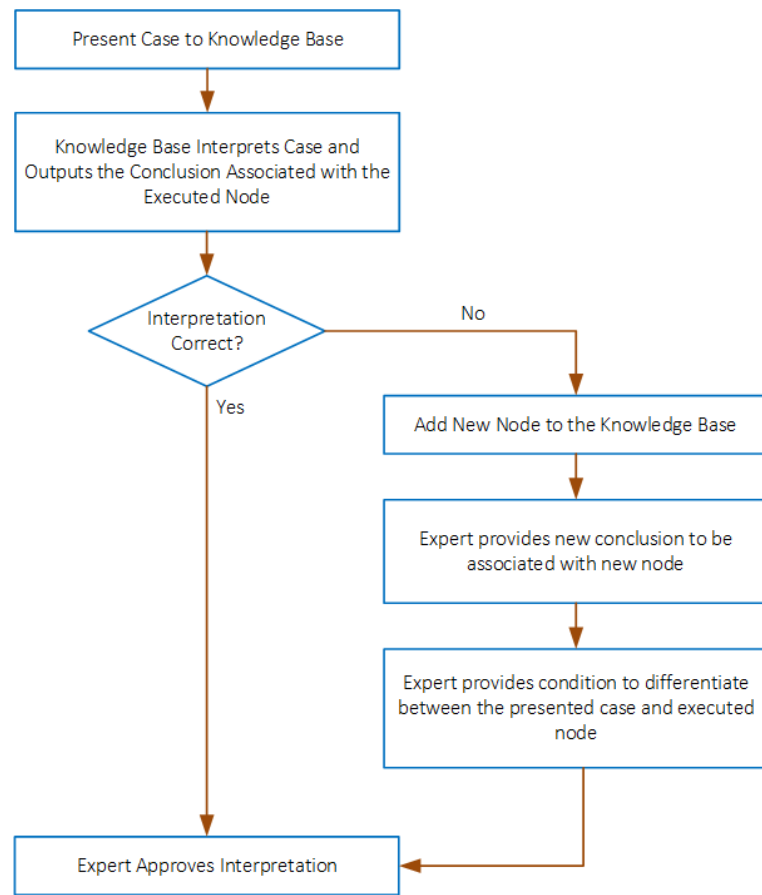 Present Case to Knowledge Base
Knowledge Base Interprets Case and
Outputs the Conclusion Associated with the
Executed Node
Interpretation
Correct?
No
Yes
Add New Node to the Knowledge Base
Expert provides new conclusion to be
associated with new node
Expert provides condition to differentiate
between the presented case and executed
node
Expert Approves Interpretation